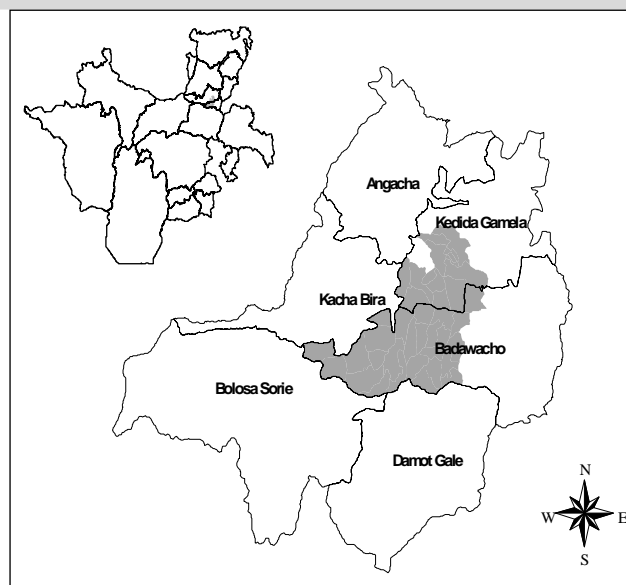 Angacha
Kedida Gamela
Kacha Bira
Badawacho
Bolosa Sorie
Damot Gale
N
W E
S